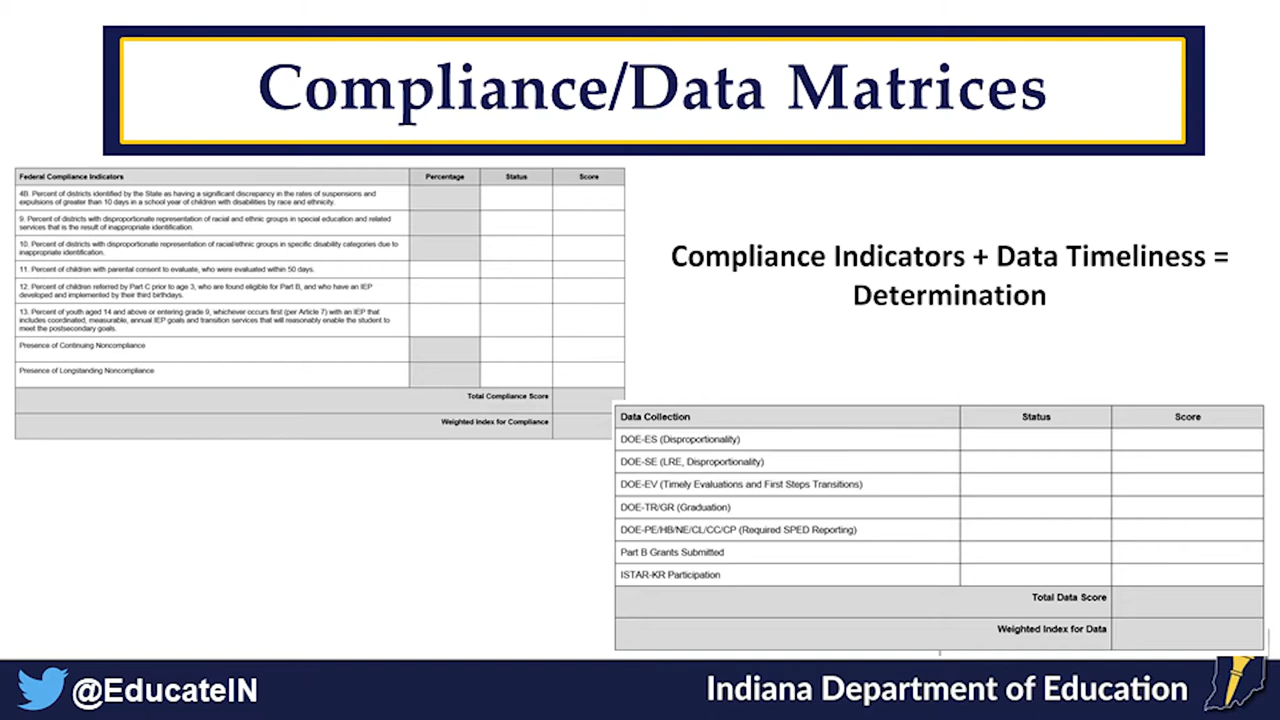 Compliance/Data Matrices
Federal Compliance Indicators Percentage Status Score
4B. Percent of districts identified by the State as having a significant discrepancy in the rates of suspensions and
expulsions of greater than 10 days in a school year of children with disabilities by race and ethnicity.
9. Percent of districts with disproportionate representation of racial and ethnic groups in special education and related
services that is the result of inappropriate identification.
10. Percent of districts with disproportionate representation of racial/ethnic groups in specific disability categories due to
inappropriate identification.
11. Percent of children with parental consent to evaluate, who were evaluated within 50 days.
12. Percent of children referred by Part C prior to age 3, who are found eligible for Part B, and who have an IEP
developed and implemented by their third birthdays.
13. Percent of youth aged 14 and above or entering grade 9, whichever occurs first (per Article 7) with an IEP that
includes coordinated, measurable, annual IEP goals and transition services that will reasonably enable the student to
meet the postsecondary goals.
Presence of Continuing Noncompliance
Presence of Longstanding Noncompliance
Total Compliance Score
Weighted Index for Compliance
Compliance Indicators + Data Timeliness =
Determination
Data Collection Status Score
DOE-ES (Disproportionality)
DOE-SE (LRE, Disproportionality)
DOE-EV (Timely Evaluations and First Steps Transitions)
DOE-TR/GR (Graduation)
DOE-PE/HB/NE/CL/CC/CP (Required SPED Reporting)
Part B Grants Submitted
ISTAR-KR Participation
Total Data Score
Weighted Index for Data
@EducateIN
Indiana Department of Education